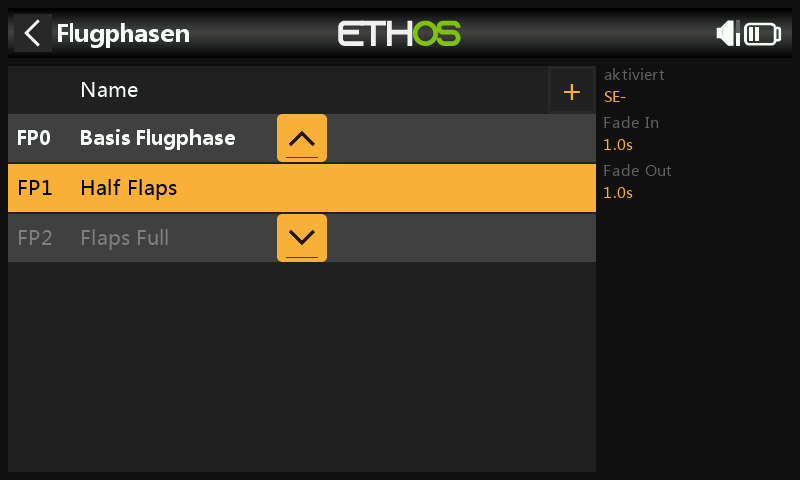 Flugphasen
ETHOS
Name
+
aktiviert
SE-
FP0 Basis Flugphase
Fade In
1.0s
FP1 Half Flaps
Fade Out
1.0s
FP2 Flaps Full